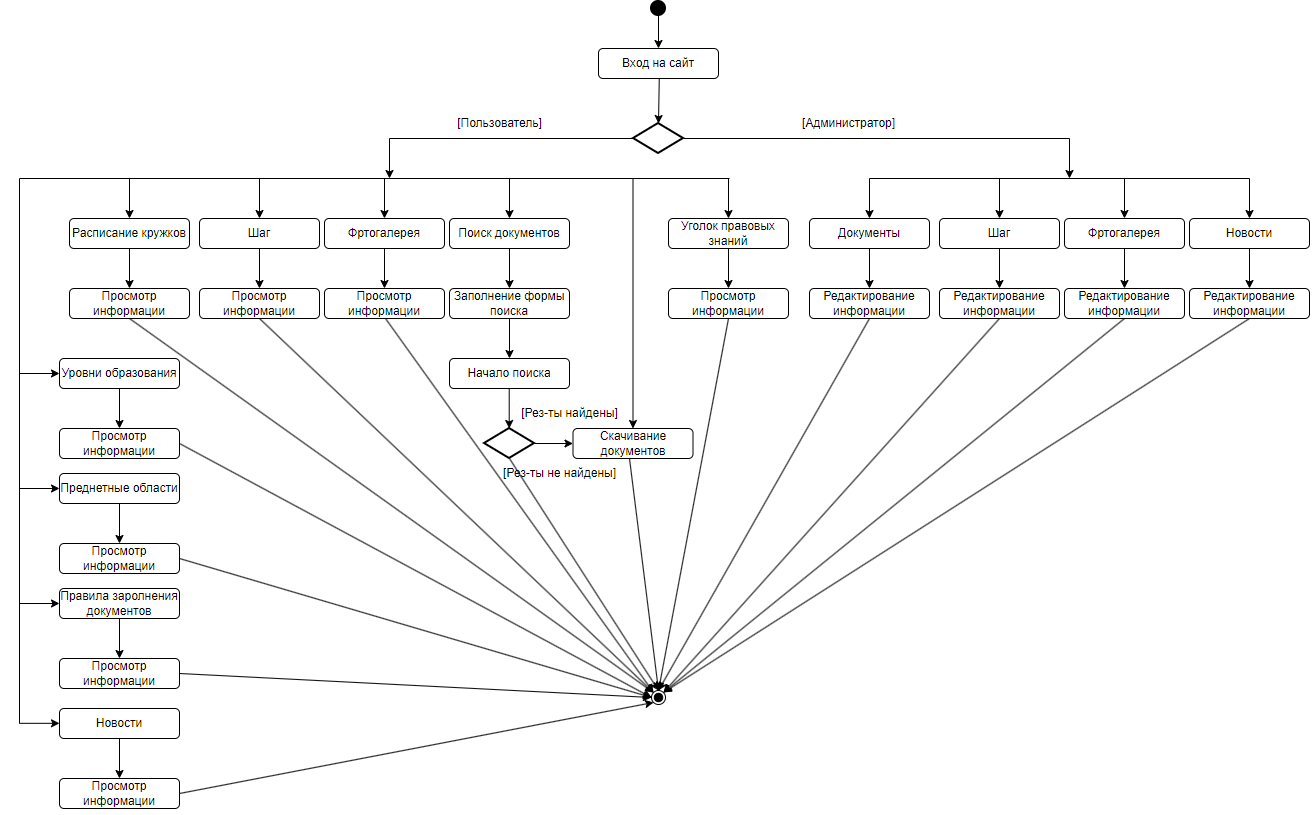 Вход на сайт
[Пользователь]
[Администратор]
Расписание кружков
Шаг
Фртогалерея
Поиск документов
Уголок правовых
знаний
Документы
Шаг
Фртогалерея
Новости
Просмотр
информации
Просмотр
информации
Просмотр
информации
Заполнение формы
поиска
Просмотр
информации
Редактирование
информации
Редактирование
информации
Редактирование
информации
Редактирование
информации
Уровни образования
Начало поиска
[Рез-ты найдены]
Просмотр
информации
Скачивание
документов
[Рез-ты не найдены]
Преднетные области
Просмотр
информации
Правила заролнения
документов
Просмотр
информации
Новости
Просмотр
информации